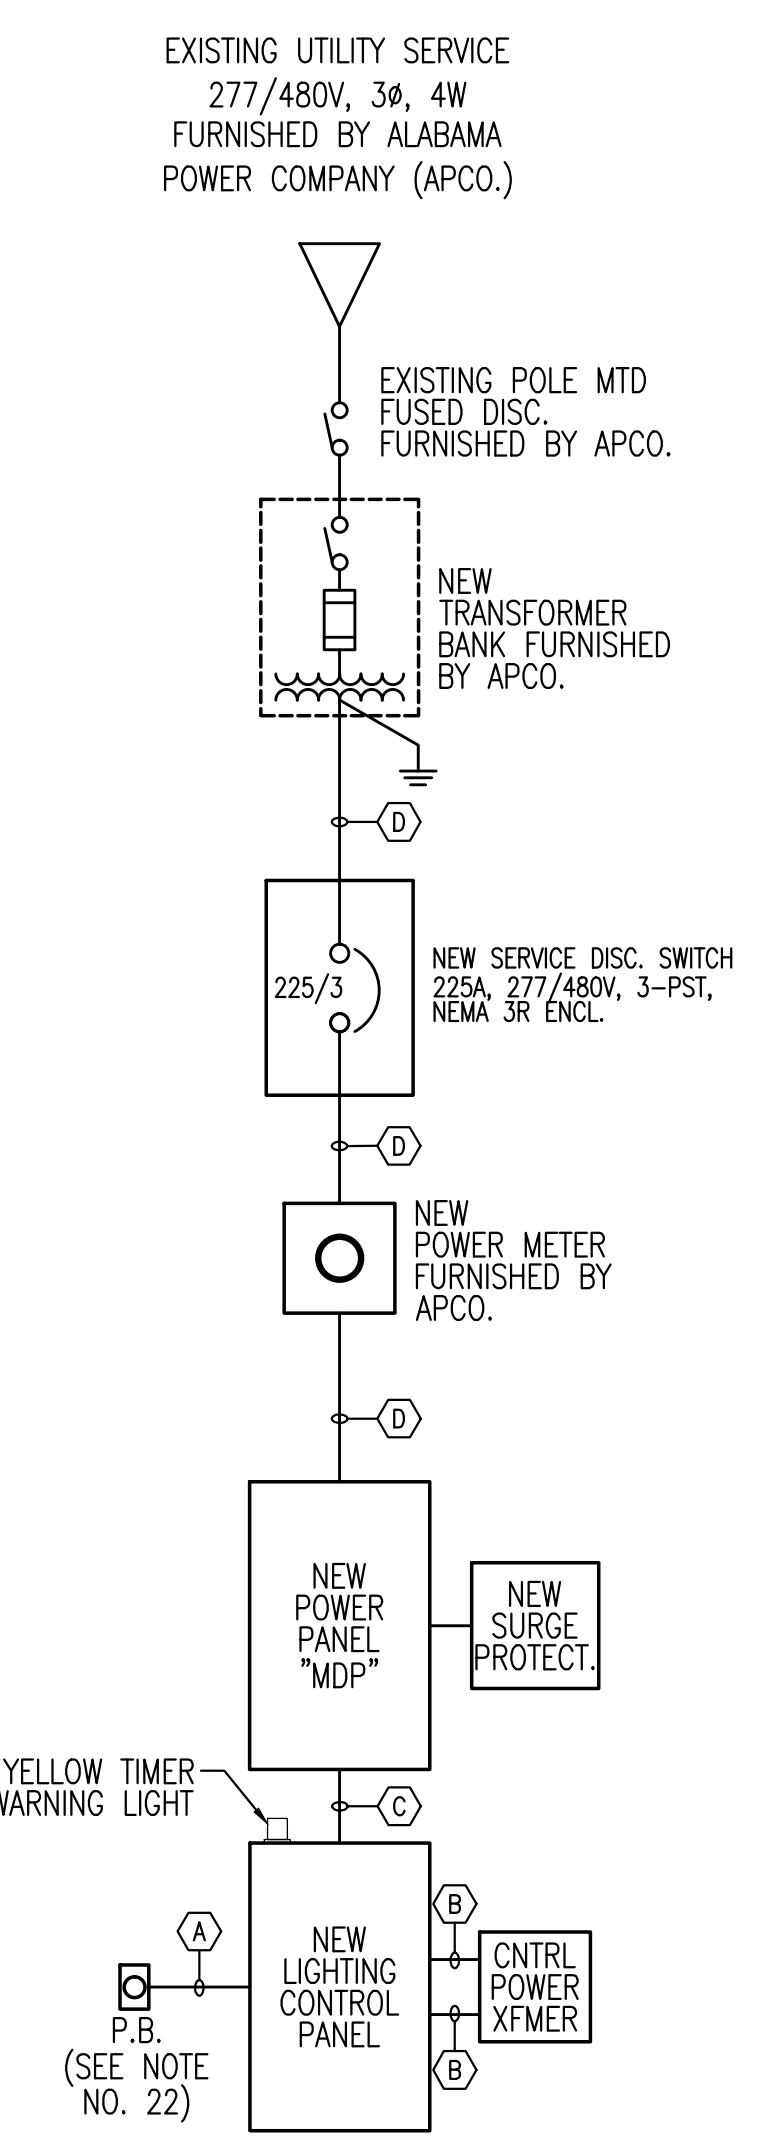 EXISTING UTILITY SERVICE
277/480V, 3ø, 4W
FURNISHED BY ALABAMA
POWER COMPANY (APCO.)
EXISTING POLE MTD
FUSED DISC.
FURNISHED BY APCO.
NEW
TRANSFORMER
BANK FURNISHED
BY APCO.
D
225/3
NEW SERVICE DISC. SWITCH
225A, 277/480V, 3-PST,
NEMA 3R ENCL.
D
NEW
POWER METER
FURNISHED BY
APCO.
D
NEW
POWER
PANEL
"MDP"
NEW
SURGE
PROTECT.
YELLOW TIMER
WARNING LIGHT
C
A
P.B.
(SEE NOTE
NO. 22)
NEW
LIGHTING
CONTROL
PANEL
B
CNTRL
POWER
XFMER
B